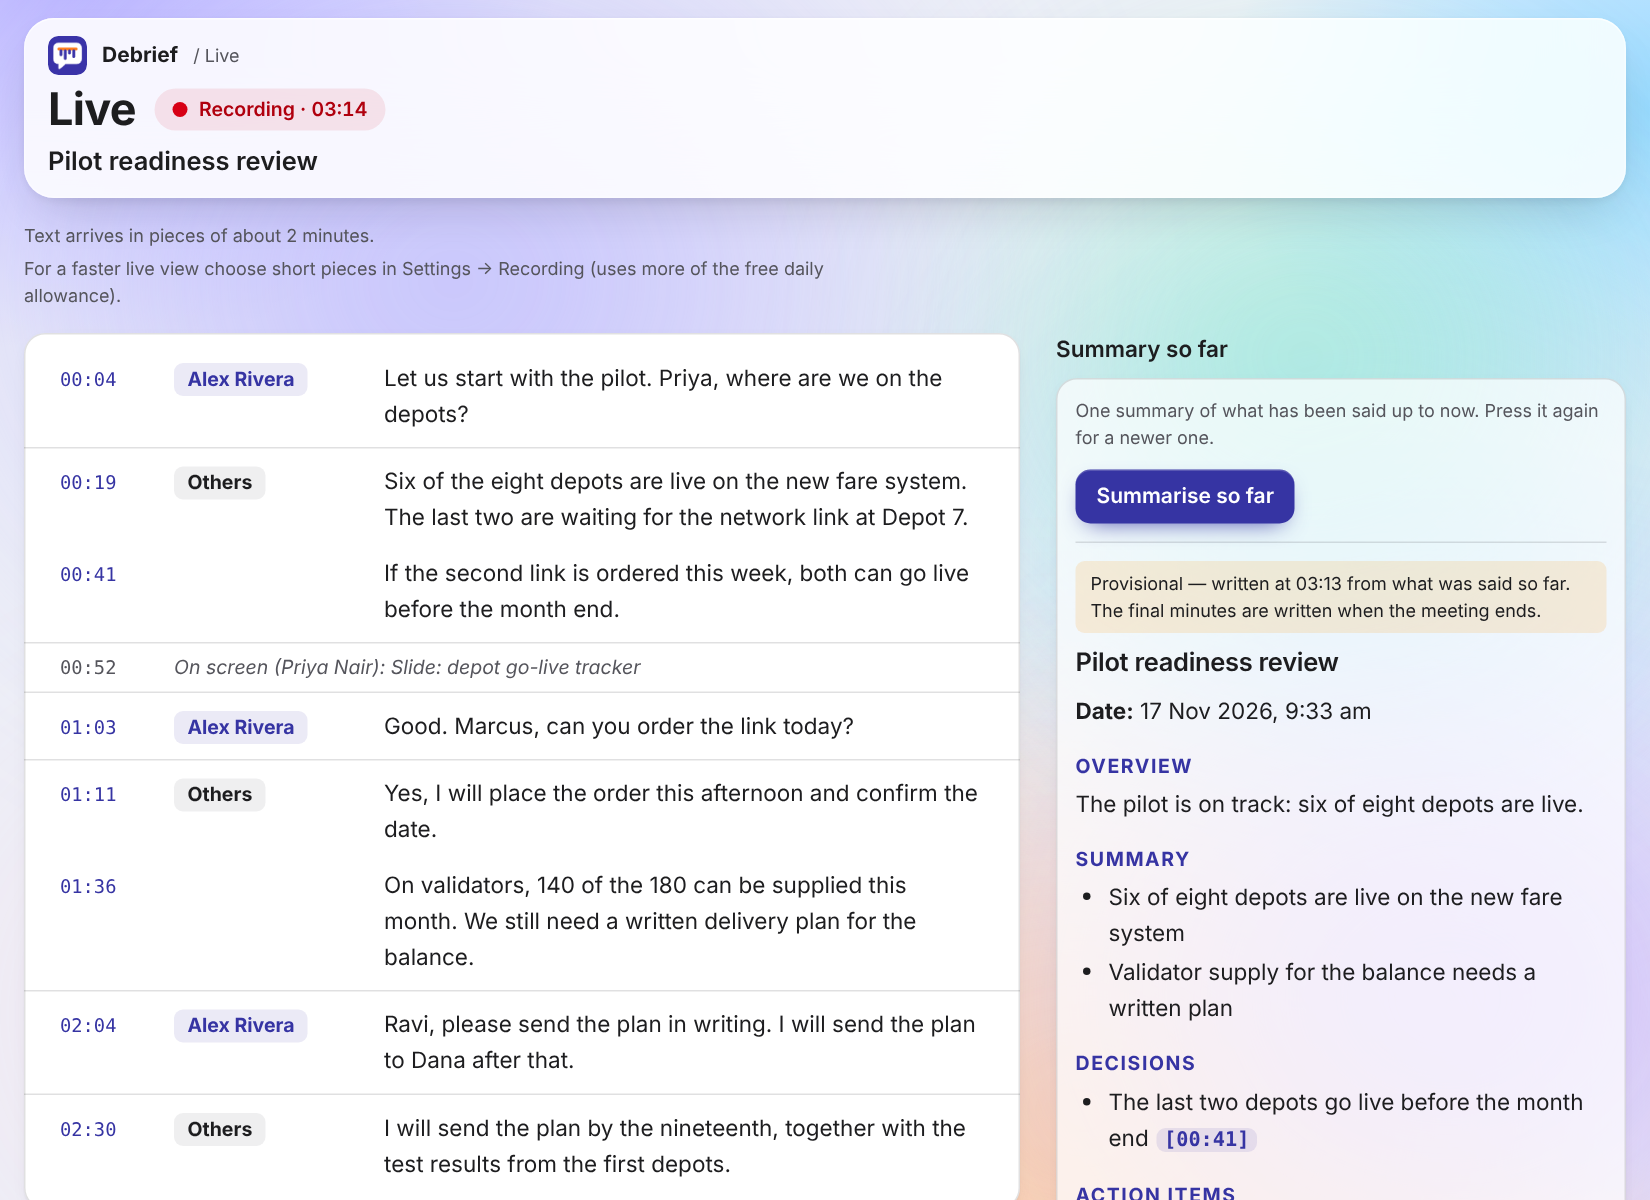 Debrief / Live
Live
Recording · 03:14
Pilot readiness review
Text arrives in pieces of about 2 minutes.
For a faster live view choose short pieces in Settings → Recording (uses more of the free daily
allowance).
00:04 Alex Rivera Let us start with the pilot. Priya, where are we on the
depots?
00:19 Others Six of the eight depots are live on the new fare system.
The last two are waiting for the network link at Depot 7.
00:41 If the second link is ordered this week, both can go live
before the month end.
00:52 On screen (Priya Nair): Slide: depot go-live tracker
01:03 Alex Rivera Good. Marcus, can you order the link today?
01:11 Others Yes, I will place the order this afternoon and confirm the
date.
01:36 On validators, 140 of the 180 can be supplied this
month. We still need a written delivery plan for the
balance.
02:04 Alex Rivera Ravi, please send the plan in writing. I will send the plan
to Dana after that.
02:30 Others I will send the plan by the nineteenth, together with the
test results from the first depots.
Summary so far
One summary of what has been said up to now. Press it again
for a newer one.
Summarise so far
Provisional — written at 03:13 from what was said so far.
The final minutes are written when the meeting ends.
Pilot readiness review
Date: 17 Nov 2026, 9:33 am
OVERVIEW
The pilot is on track: six of eight depots are live.
SUMMARY
• Six of eight depots are live on the new fare
system
• Validator supply for the balance needs a
written plan
DECISIONS
• The last two depots go live before the month
end [00:41]
ACTION ITEMS